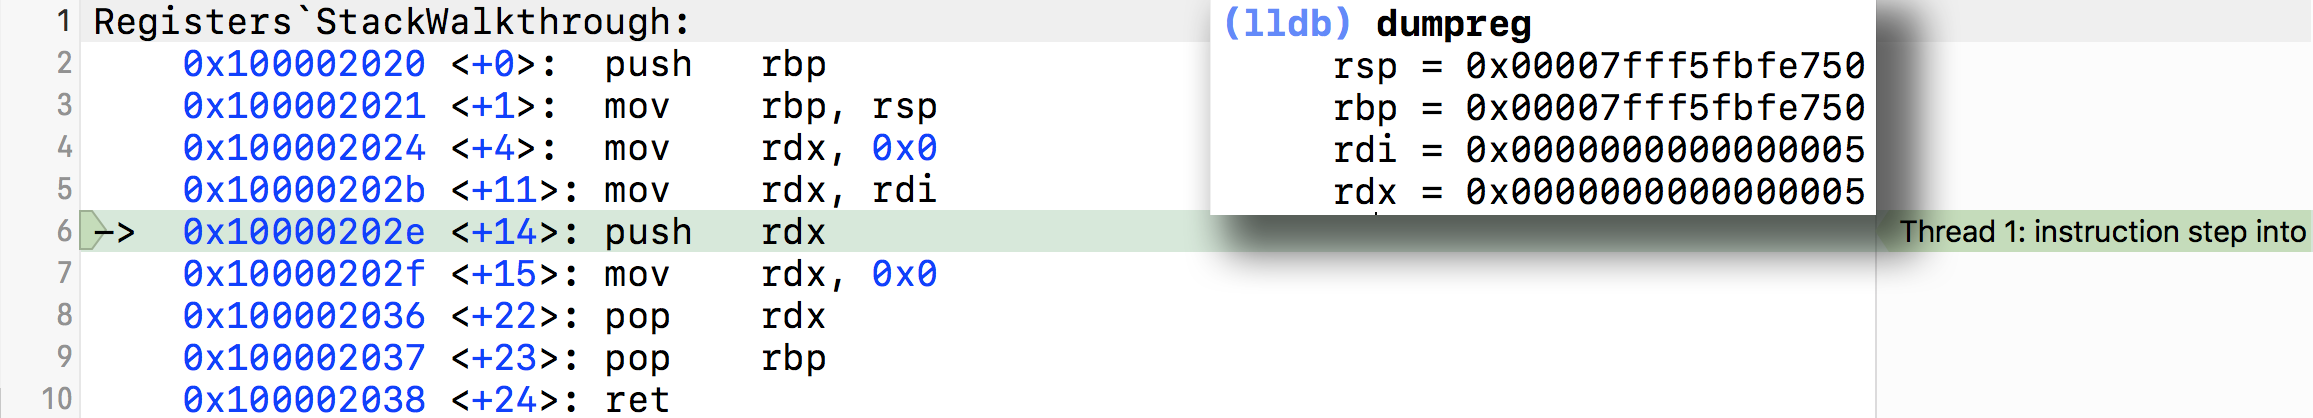 1 Registers`StackWalkthrough:
2 0x100002020 <+0>: push rbp
3 0x100002021 <+1>: mov rbp, rsp
4 0x100002024 <+4>: mov rdx, 0x0
5 0x10000202b <+11>: mov rdx, rdi
6 -> 0x10000202e <+14>: push rdx
7 0x10000202f <+15>: mov rdx, 0x0
8 0x100002036 <+22>: pop rdx
9 0x100002037 <+23>: pop rbp
10 0x100002038 <+24>: ret
(lldb) dumpreg
rsp = 0x00007fff5fbfe750
rbp = 0x00007fff5fbfe750
rdi = 0x0000000000000005
rdx = 0x0000000000000005
Thread 1: instruction step into